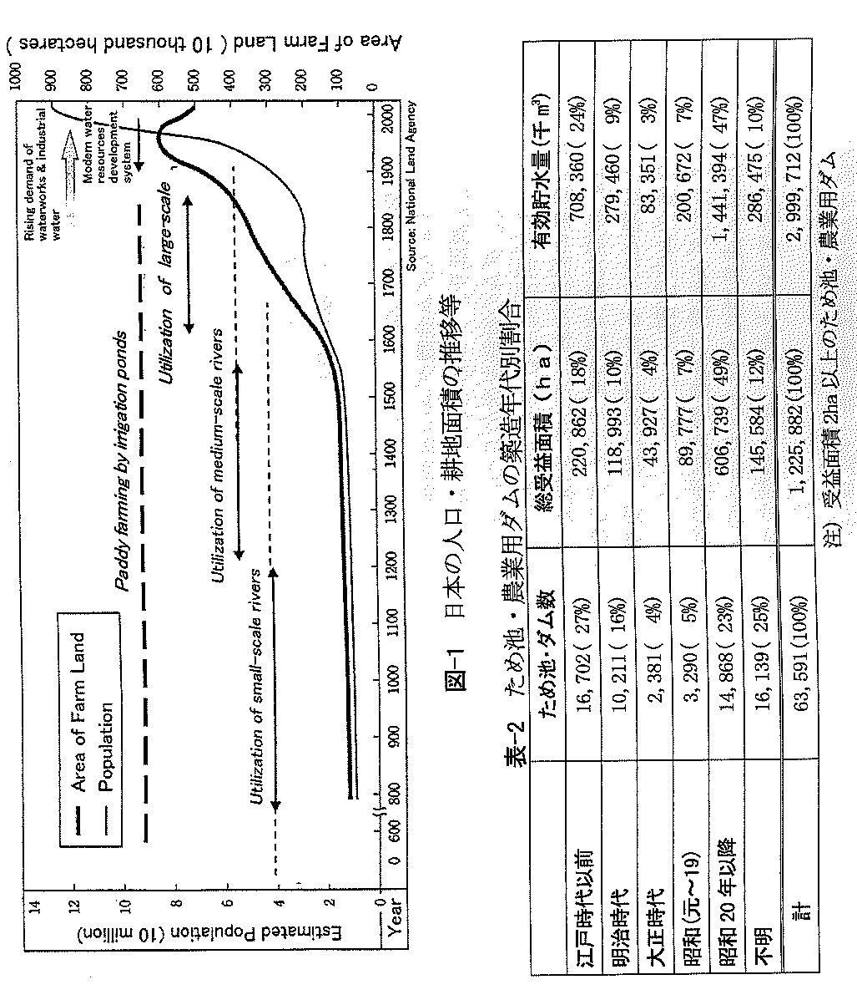 Estimated Population (10 million)
14
12
10
8
6
4
2
0
Area of Farm Land (10 thousand hectares)
1000
900
800
700
600
500
400
300
200
100
0
Area of Farm Land
Population
Paddy farming by irrigation ponds
Rising demand of
waterworks & industrial
water
Modern water
resources
development
system
Utilization of large-scale
Utilization of medium-scale rivers
Utilization of small-scale rivers
Year 0 600 800 900 1000 1100 1200 1300 1400 1500 1600 1700 1800 1900 2000
Source: National Land Agency
図-1 日本の人口・耕地面積の推移等
表-2 ため池・農業用ダムの築造年代別割合
ため池・ダム数 総受益面積(ha) 有効貯水量(千㎥)
江戸時代以前 16,702( 27%) 220,862( 18%) 708,360( 24%)
明治時代 10,211( 16%) 118,993( 10%) 279,460( 9%)
大正時代 2,381( 4%) 43,927( 4%) 83,351( 3%)
昭和(元～19) 3,290( 5%) 89,777( 7%) 200,672( 7%)
昭和20年以降 14,868( 23%) 606,739( 49%) 1,441,394( 47%)
不明 16,139( 25%) 145,584( 12%) 286,475( 10%)
計 63,591(100%) 1,225,882(100%) 2,999,712(100%)
注) 受益面積2ha以上のため池・農業用ダム